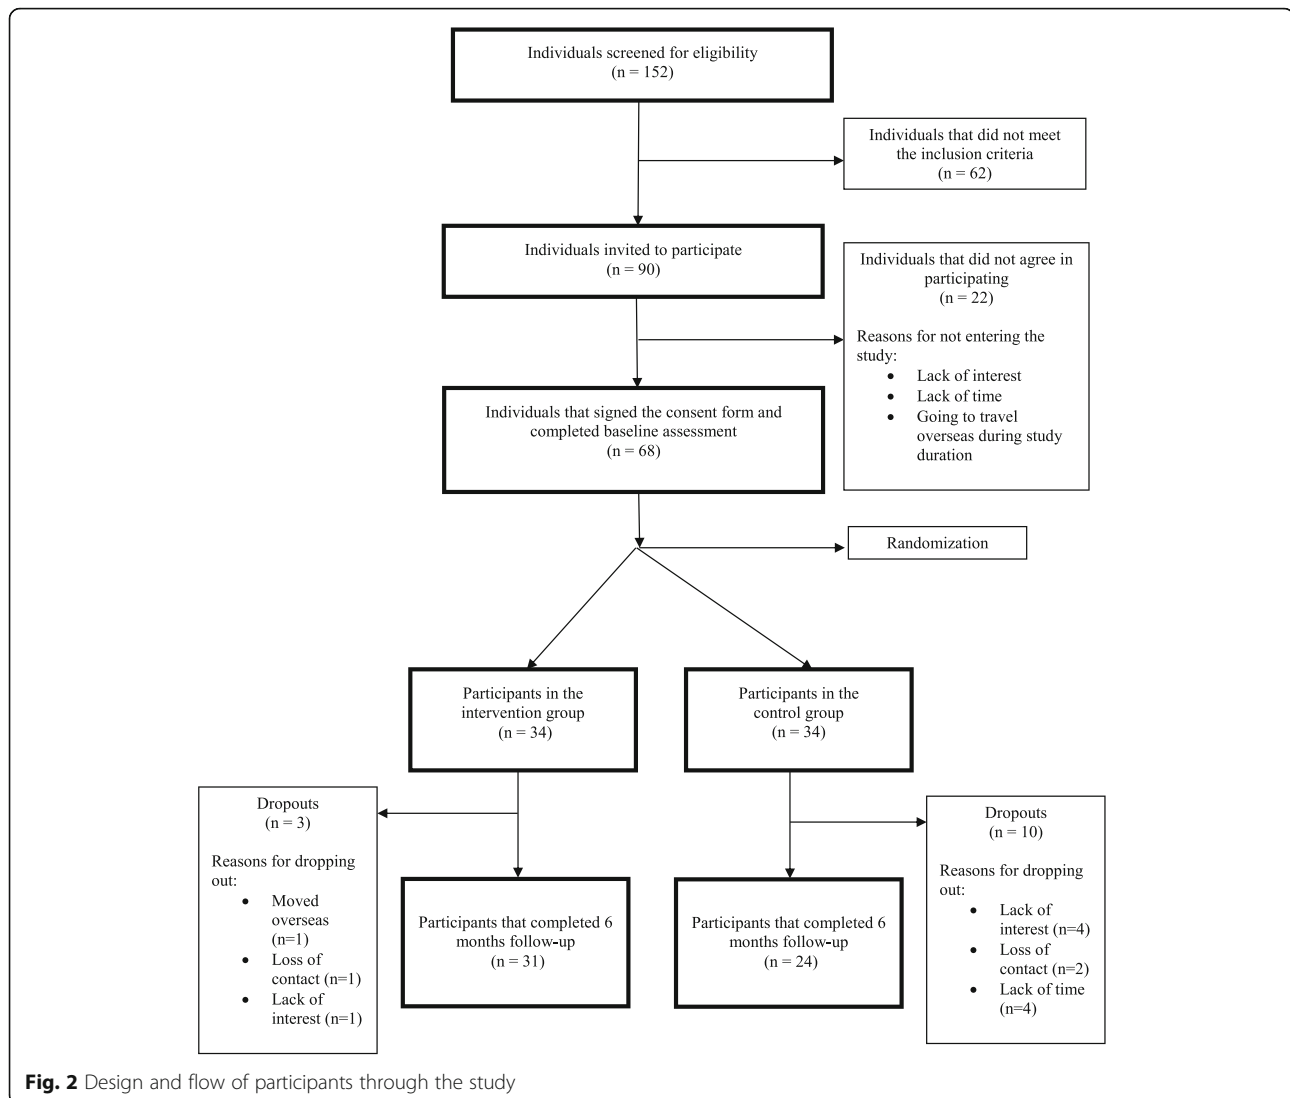 Individuals screened for eligibility
(n = 152)
Individuals that did not meet
the inclusion criteria
(n = 62)
Individuals invited to participate
(n = 90)
Individuals that did not agree in
participating
(n = 22)
Reasons for not entering the
study:
• Lack of interest
• Lack of time
• Going to travel
overseas during study
duration
Individuals that signed the consent form and
completed baseline assessment
(n = 68)
Randomization
Participants in the
intervention group
(n = 34)
Participants in the
control group
(n = 34)
Dropouts
(n = 3)
Reasons for dropping
out:
• Moved
overseas
(n=1)
• Loss of
contact (n=1)
• Lack of
interest (n=1)
Participants that completed 6
months follow-up
(n = 31)
Participants that completed 6
months follow-up
(n = 24)
Dropouts
(n = 10)
Reasons for dropping
out:
• Lack of
interest (n=4)
• Loss of
contact (n=2)
• Lack of time
(n=4)
Fig. 2 Design and flow of participants through the study